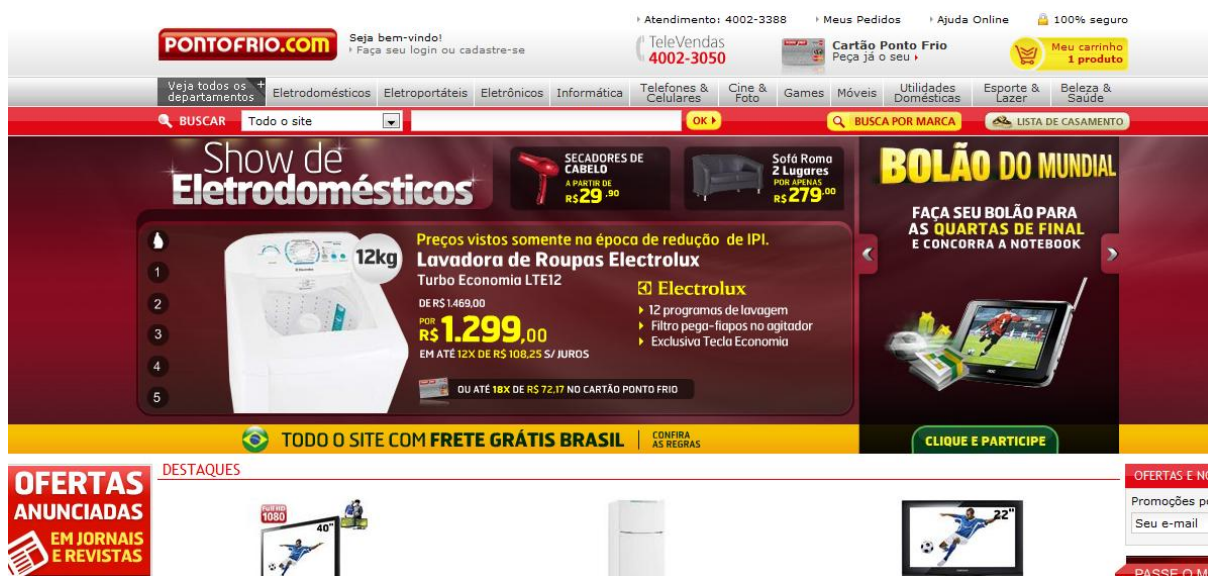 Atendimento: 4002-3388
Meus Pedidos
Ajuda Online
100% seguro
PONTOFRIO.COM
Seja bem-vindo!
Faça seu login ou cadastre-se
TeleVendas
4002-3050
Cartão Ponto Frio
Peça já o seu
Meu carrinho
1 produto
Veja todos os +
departamentos
Eletrodomésticos
Eletroportáteis
Eletrônicos
Informática
Telefones &
Celulares
Cine &
Foto
Games
Móveis
Utilidades
Domésticas
Esporte &
Lazer
Beleza &
Saúde
BUSCAR
Todo o site
OK
BUSCA POR MARCA
LISTA DE CASAMENTO
Show de
Eletrodomésticos
SECADORES DE
CABELO
A PARTIR DE
R$29,90
Sofá Roma
2 Lugares
POR APENAS
R$279,00
1
2
3
4
5
12kg
Preços vistos somente na época de redução de IPI.
Lavadora de Roupas Electrolux
Turbo Economia LTE12
DE R$ 1.469,00
POR
R$ 1.299,00
EM ATÉ 12X DE R$ 108,25 S/ JUROS
Electrolux
12 programas de lavagem
Filtro pega-fiapos no agitador
Exclusiva Tecla Economia
OU ATÉ 18X DE R$ 72,17 NO CARTÃO PONTO FRIO
BOLÃO DO MUNDIAL
FAÇA SEU BOLÃO PARA
AS QUARTAS DE FINAL
E CONCORRA A NOTEBOOK
CLIQUE E PARTICIPE
TODO O SITE COM FRETE GRÁTIS BRASIL
CONFIRA
AS REGRAS
OFERTAS
ANUNCIADAS
EM JORNAIS
E REVISTAS
DESTAQUES
Full HD
1080
40"
22"
OFERTAS E NO
Promoções po
Seu e-mail
PASSE O M